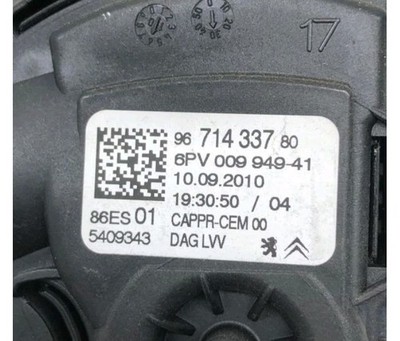 17
96 714 337 80
6PV 009 949-41
10.09.2010
19:30:50 / 04
86ES 01 CAPPR-CEM 00
5409343 DAG LVV